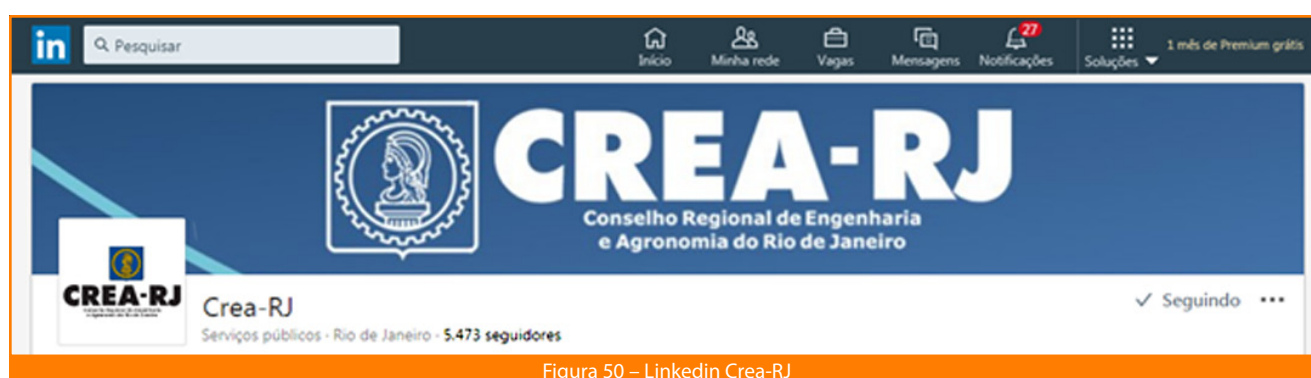 in Pesquisar
27
Início Minha rede Vagas Mensagens Notificações Soluções 1 mês de Premium grátis
CREA-RJ
Conselho Regional de Engenharia
e Agronomia do Rio de Janeiro
CREA-RJ
Crea-RJ
✓ Seguindo ...
Serviços públicos · Rio de Janeiro · 5.473 seguidores
Figura 50 – Linkedin Crea-RJ